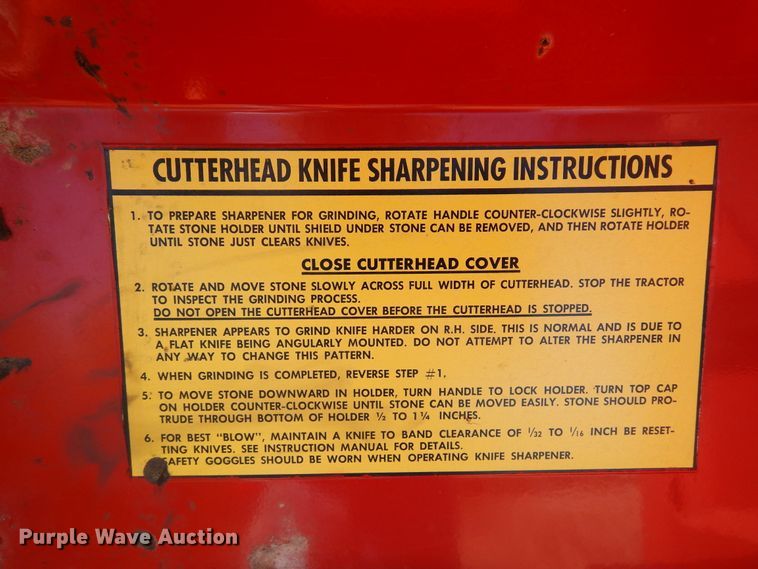 CUTTERHEAD KNIFE SHARPENING INSTRUCTIONS
1. TO PREPARE SHARPENER FOR GRINDING, ROTATE HANDLE COUNTER-CLOCKWISE SLIGHTLY, RO-
TATE STONE HOLDER UNTIL SHIELD UNDER STONE CAN BE REMOVED, AND THEN ROTATE HOLDER
UNTIL STONE JUST CLEARS KNIVES.
CLOSE CUTTERHEAD COVER
2. ROTATE AND MOVE STONE SLOWLY ACROSS FULL WIDTH OF CUTTERHEAD. STOP THE TRACTOR
TO INSPECT THE GRINDING PROCESS.
DO NOT OPEN THE CUTTERHEAD COVER BEFORE THE CUTTERHEAD IS STOPPED.
3. SHARPENER APPEARS TO GRIND KNIFE HARDER ON R.H. SIDE. THIS IS NORMAL AND IS DUE TO
A FLAT KNIFE BEING ANGULARLY MOUNTED. DO NOT ATTEMPT TO ALTER THE SHARPENER IN
ANY WAY TO CHANGE THIS PATTERN.
4. WHEN GRINDING IS COMPLETED, REVERSE STEP #1.
5. TO MOVE STONE DOWNWARD IN HOLDER, TURN HANDLE TO LOCK HOLDER. TURN TOP CAP
ON HOLDER COUNTER-CLOCKWISE UNTIL STONE CAN BE MOVED EASILY. STONE SHOULD PRO-
TRUDE THROUGH BOTTOM OF HOLDER ½ TO 1¼ INCHES.
6. FOR BEST "BLOW", MAINTAIN A KNIFE TO BAND CLEARANCE OF 1/32 TO 1/16 INCH BE RESET-
TING KNIVES. SEE INSTRUCTION MANUAL FOR DETAILS.
SAFETY GOGGLES SHOULD BE WORN WHEN OPERATING KNIFE SHARPENER.
Purple Wave Auction